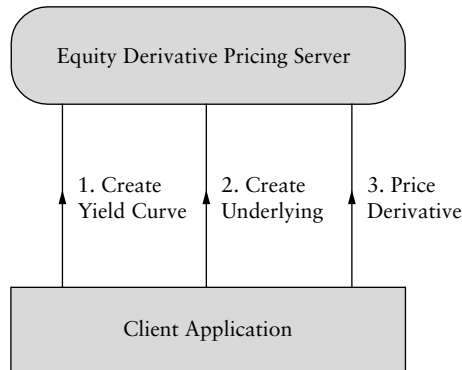 Equity Derivative Pricing Server
1. Create
Yield Curve
2. Create
Underlying
3. Price
Derivative
Client Application